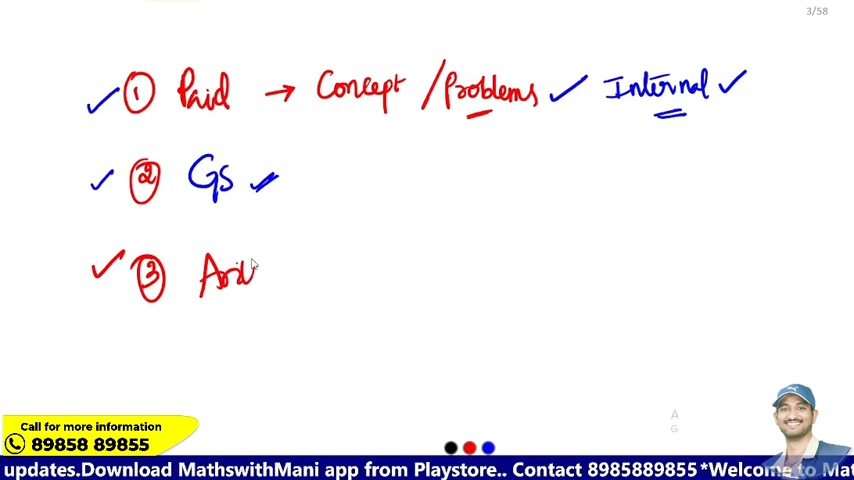 3/58
① Paid → Concept /Problems ✓ Internal ✓
② GS ✓
③
A
G
Call for more information
89858 89855
updates.Download MathswithMani app from Playstore.. Contact 8985889855 *Welcome to Mat